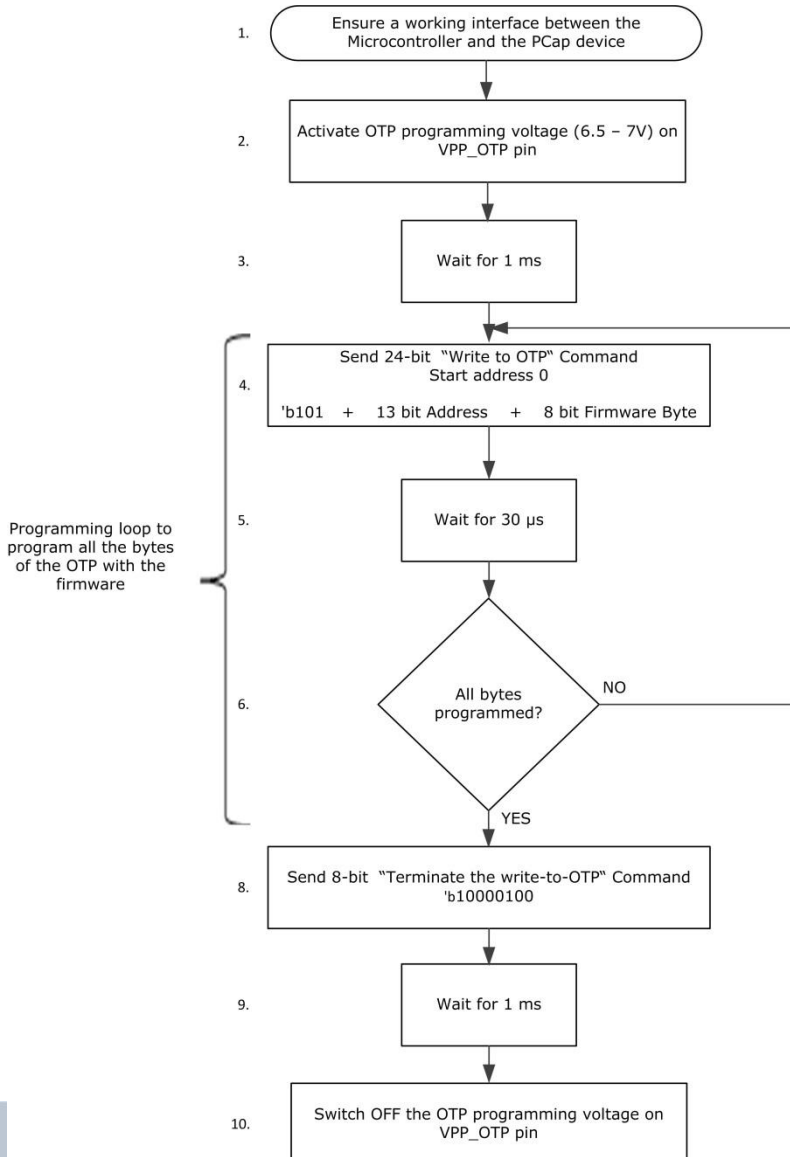 1.
Ensure a working interface between the
Microcontroller and the PCap device
2.
Activate OTP programming voltage (6.5 – 7V) on
VPP_OTP pin
3.
Wait for 1 ms
4.
Send 24-bit "Write to OTP" Command
Start address 0
'b101 + 13 bit Address + 8 bit Firmware Byte
5.
Wait for 30 µs
Programming loop to
program all the bytes
of the OTP with the
firmware
6.
All bytes
programmed?
NO
YES
8.
Send 8-bit "Terminate the write-to-OTP" Command
'b10000100
9.
Wait for 1 ms
10.
Switch OFF the OTP programming voltage on
VPP_OTP pin